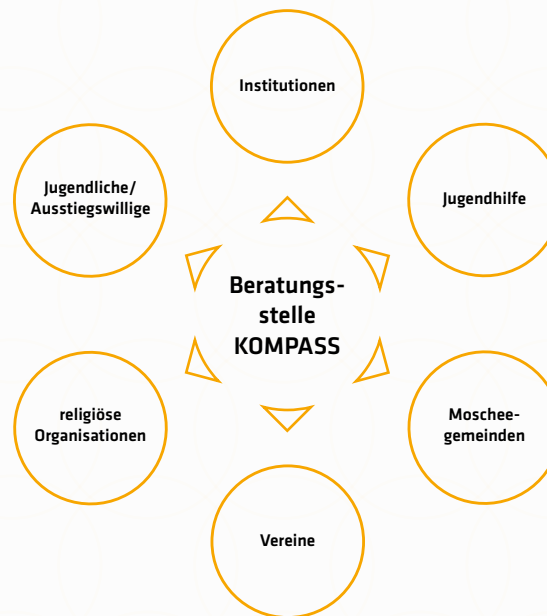 Institutionen
Jugendliche/
Ausstiegswillige
Jugendhilfe
Beratungs-
stelle
KOMPASS
religiöse
Organisationen
Moschee-
gemeinden
Vereine